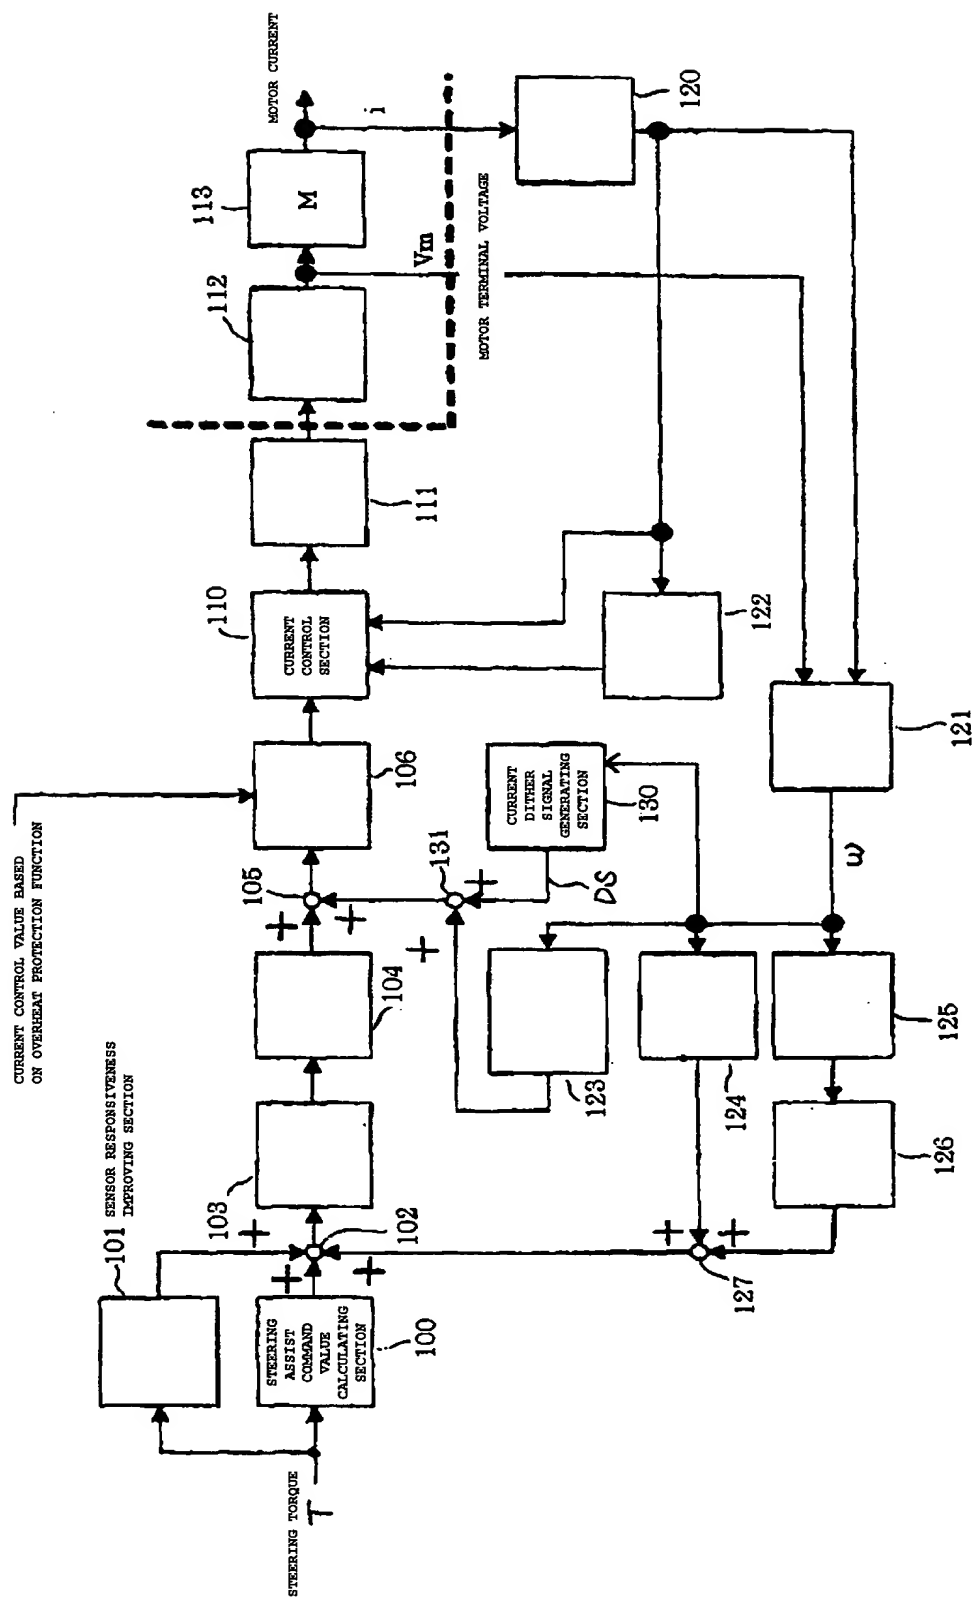 CURRENT CONTROL VALUE BASED
ON OVERHEAT PROTECTION FUNCTION
101
SENSOR RESPONSIVENESS
IMPROVING SECTION
STEERING TORQUE
T
STEERING
ASSIST
COMMAND
VALUE
CALCULATING
SECTION
100
+
+
+
102
103
104
+
+
105
106
CURRENT
CONTROL
SECTION
110
111
112
Vm
M
113
MOTOR CURRENT
i
MOTOR TERMINAL VOLTAGE
120
122
121
ω
CURRENT
DITHER
SIGNAL
GENERATING
SECTION
130
DS
131
+
+
123
124
125
126
+
+
127